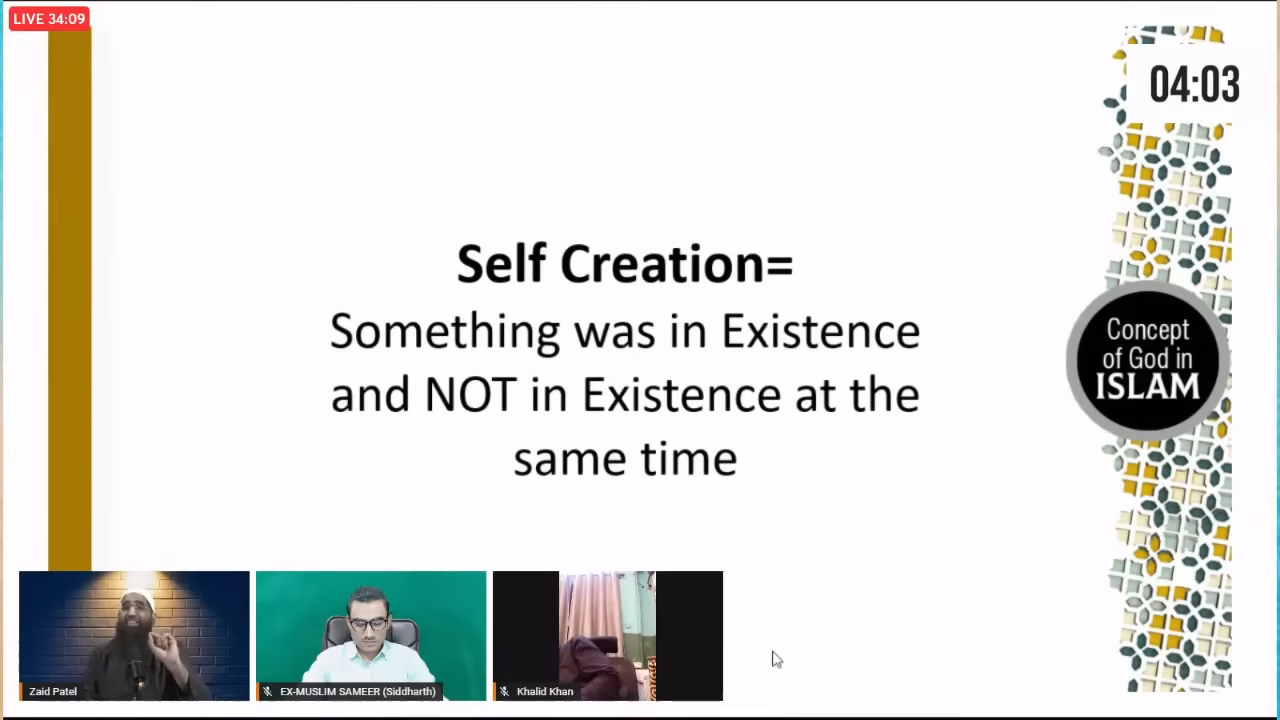 LIVE 34:09
04:03
Self Creation=
Something was in Existence
and NOT in Existence at the
same time
Concept
of God in
ISLAM
Zaid Patel
EX-MUSLIM SAMEER (Siddharth)
Khalid Khan